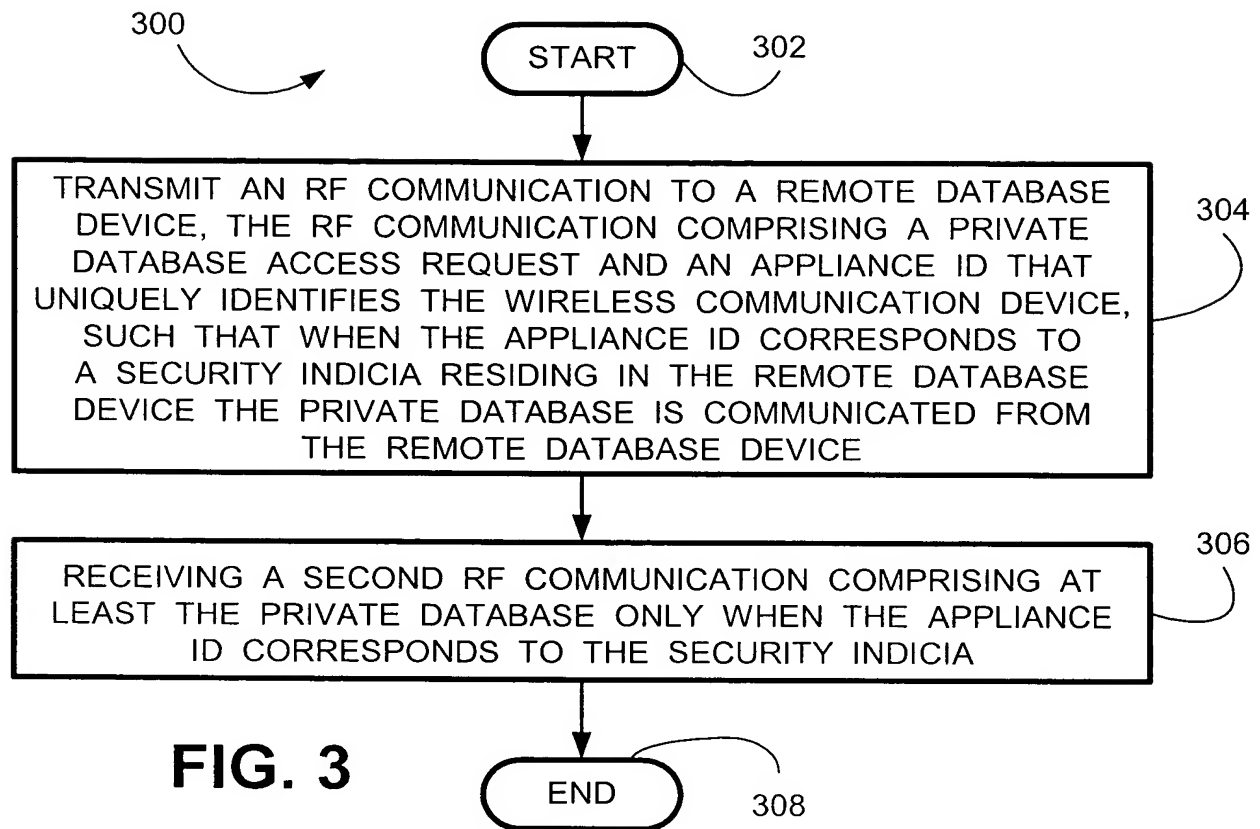 300
START
302
TRANSMIT AN RF COMMUNICATION TO A REMOTE DATABASE
DEVICE, THE RF COMMUNICATION COMPRISING A PRIVATE
DATABASE ACCESS REQUEST AND AN APPLIANCE ID THAT
UNIQUELY IDENTIFIES THE WIRELESS COMMUNICATION DEVICE,
SUCH THAT WHEN THE APPLIANCE ID CORRESPONDS TO
A SECURITY INDICIA RESIDING IN THE REMOTE DATABASE
DEVICE THE PRIVATE DATABASE IS COMMUNICATED FROM
THE REMOTE DATABASE DEVICE
304
RECEIVING A SECOND RF COMMUNICATION COMPRISING AT
LEAST THE PRIVATE DATABASE ONLY WHEN THE APPLIANCE
ID CORRESPONDS TO THE SECURITY INDICIA
306
FIG. 3
END
308